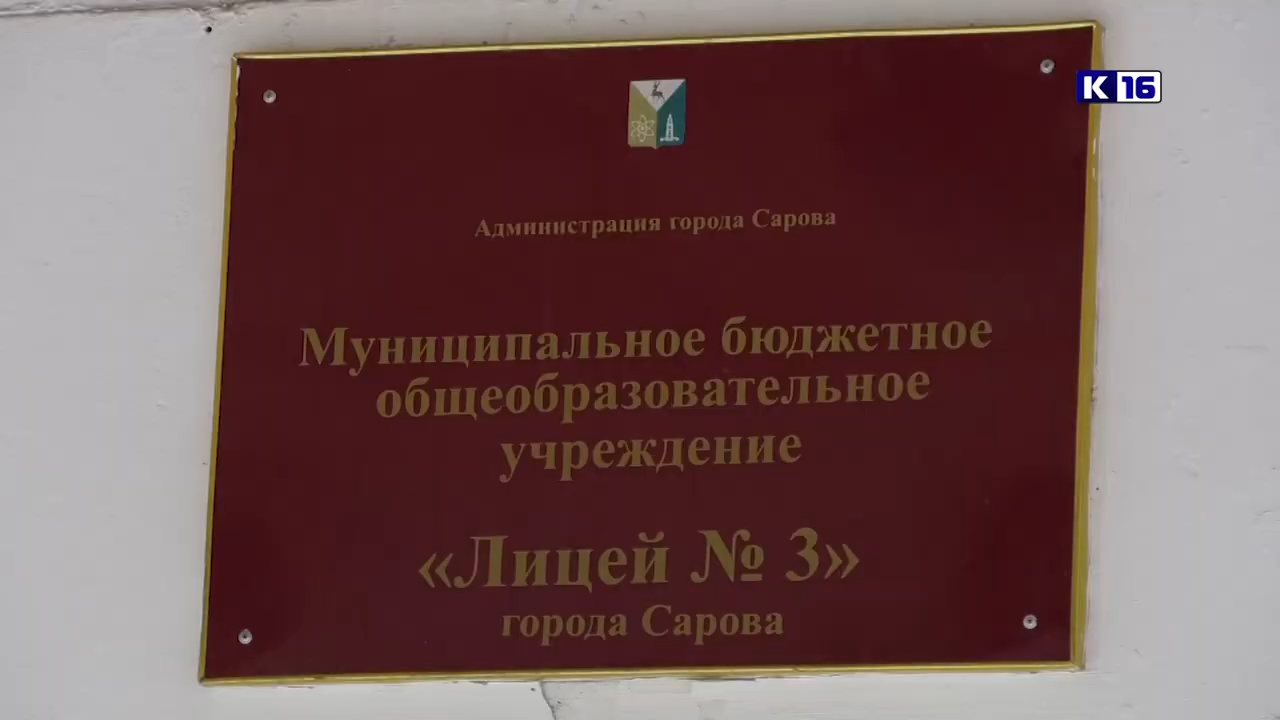 К 16
Администрация города Сарова
Муниципальное бюджетное
общеобразовательное
учреждение
«Лицей № 3»
города Сарова